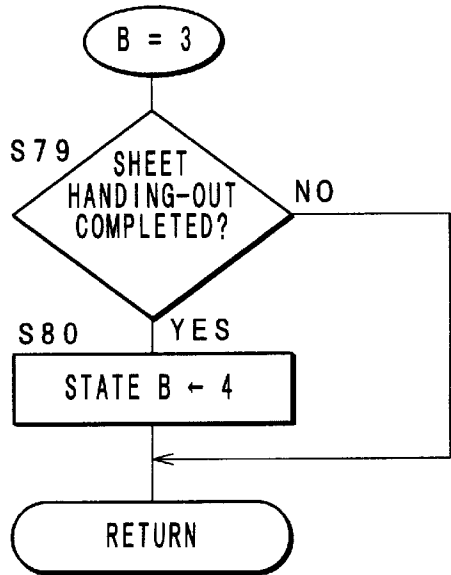 B = 3
S79
SHEET
HANDING-OUT
COMPLETED?
NO
S80
YES
STATE B ← 4
RETURN